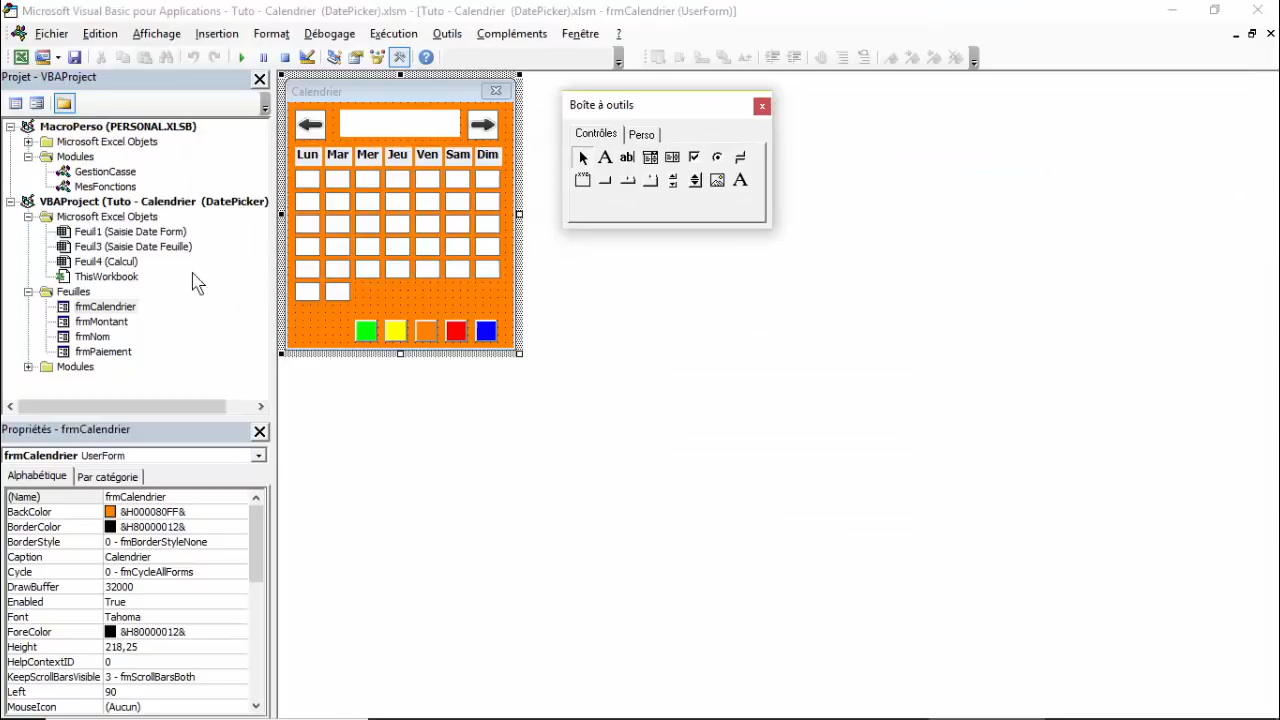 Microsoft Visual Basic pour Applications - Tuto - Calendrier (DatePicker).xlsm - [Tuto - Calendrier (DatePicker).xlsm - frmCalendrier (UserForm)]
Fichier Edition Affichage Insertion Format Débogage Exécution Outils Compléments Fenêtre ?
Projet - VBAProject
MacroPerso (PERSONAL.XLSB)
Microsoft Excel Objets
Modules
GestionCasse
MesFonctions
VBAProject (Tuto - Calendrier (DatePicker)
Microsoft Excel Objets
Feuil1 (Saisie Date Form)
Feuil3 (Saisie Date Feuille)
Feuil4 (Calcul)
ThisWorkbook
Feuilles
frmCalendrier
frmMontant
frmNom
frmPaiement
Modules
Propriétés - frmCalendrier
frmCalendrier UserForm
Alphabétique Par catégorie
(Name) frmCalendrier
BackColor &H000080FF&
BorderColor &H80000012&
BorderStyle 0 - fmBorderStyleNone
Caption Calendrier
Cycle 0 - fmCycleAllForms
DrawBuffer 32000
Enabled True
Font Tahoma
ForeColor &H80000012&
Height 218,25
HelpContextID 0
KeepScrollBarsVisible 3 - fmScrollBarsBoth
Left 90
MouseIcon (Aucun)
Calendrier
Lun Mar Mer Jeu Ven Sam Dim
Boîte à outils
Contrôles Perso
A abl
A